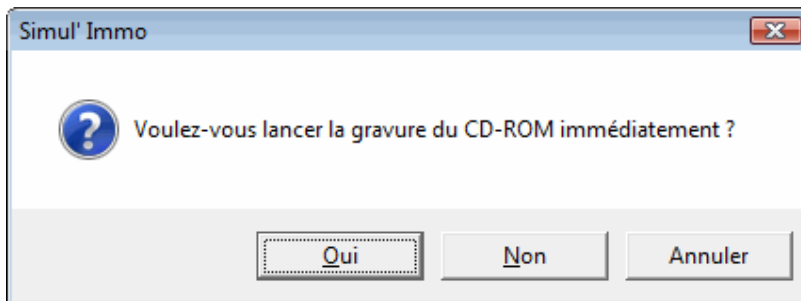 Simul' Immo
Voulez-vous lancer la gravure du CD-ROM immédiatement ?
Oui
Non
Annuler